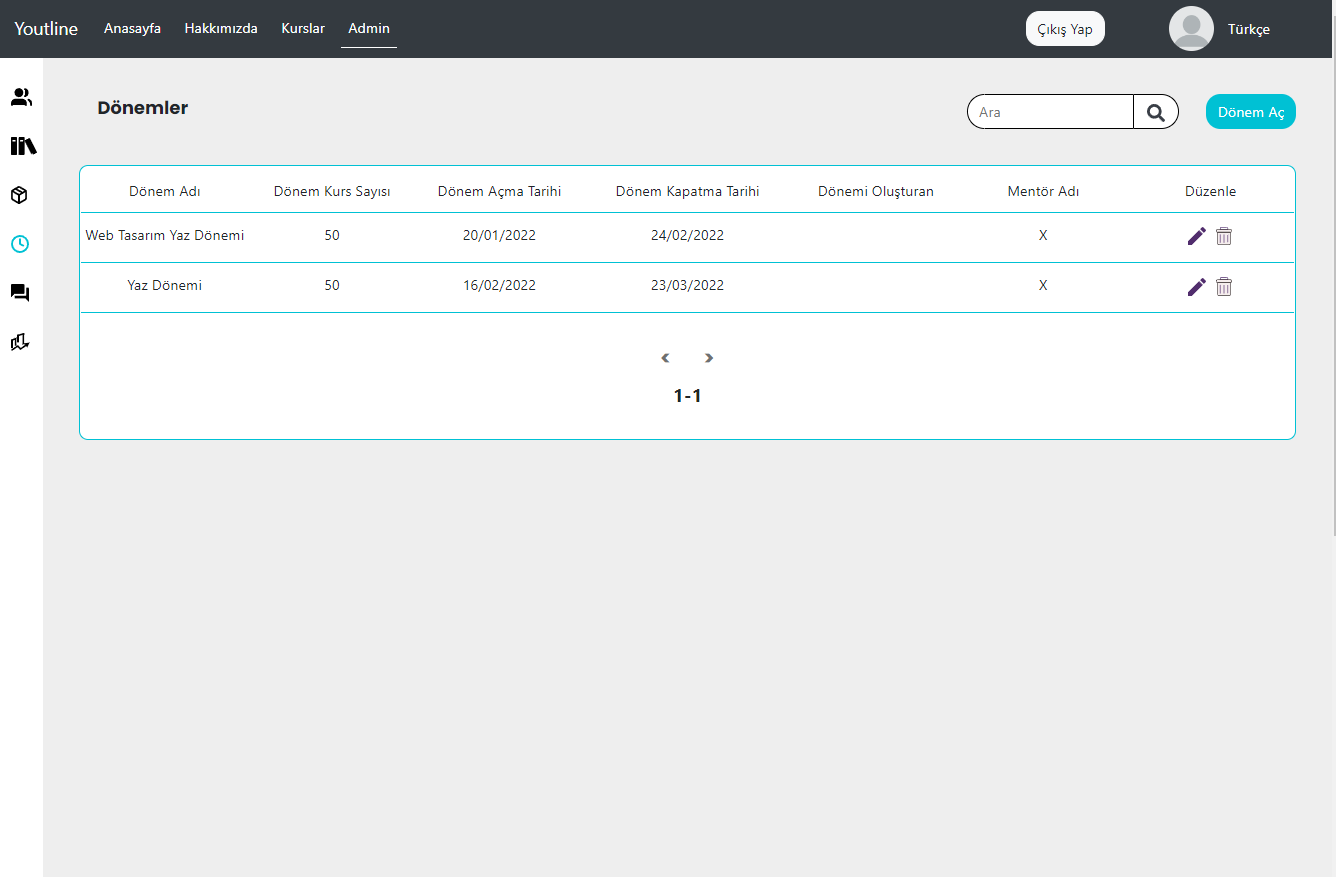 Youtline Anasayfa Hakkımızda Kurslar Admin Çıkış Yap Türkçe
Dönemler Ara Dönem Aç
Dönem Adı Dönem Kurs Sayısı Dönem Açma Tarihi Dönem Kapatma Tarihi Dönemi Oluşturan Mentör Adı Düzenle
Web Tasarım Yaz Dönemi 50 20/01/2022 24/02/2022 X
Yaz Dönemi 50 16/02/2022 23/03/2022 X
1-1